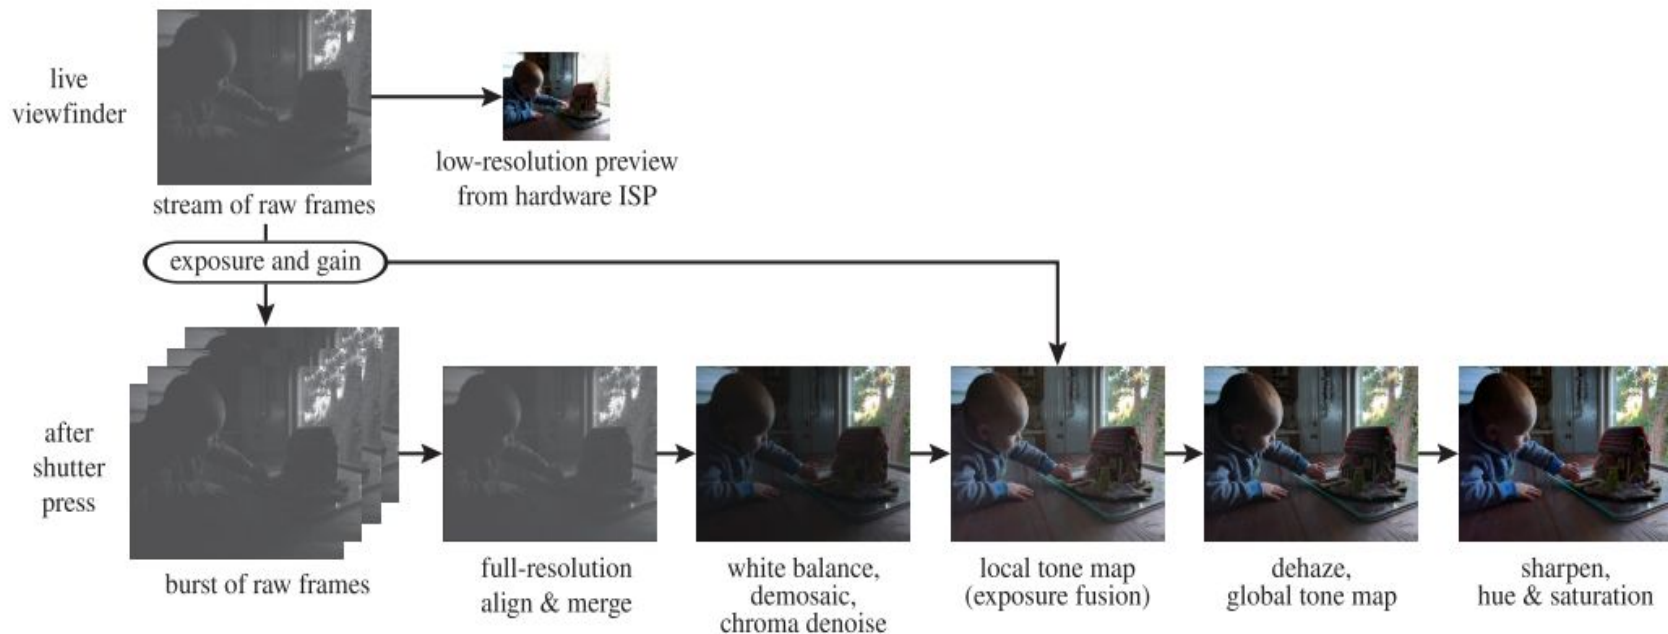 live
viewfinder
stream of raw frames
low-resolution preview
from hardware ISP
exposure and gain
after
shutter
press
burst of raw frames
full-resolution
align & merge
white balance,
demosaic,
chroma denoise
local tone map
(exposure fusion)
dehaze,
global tone map
sharpen,
hue & saturation